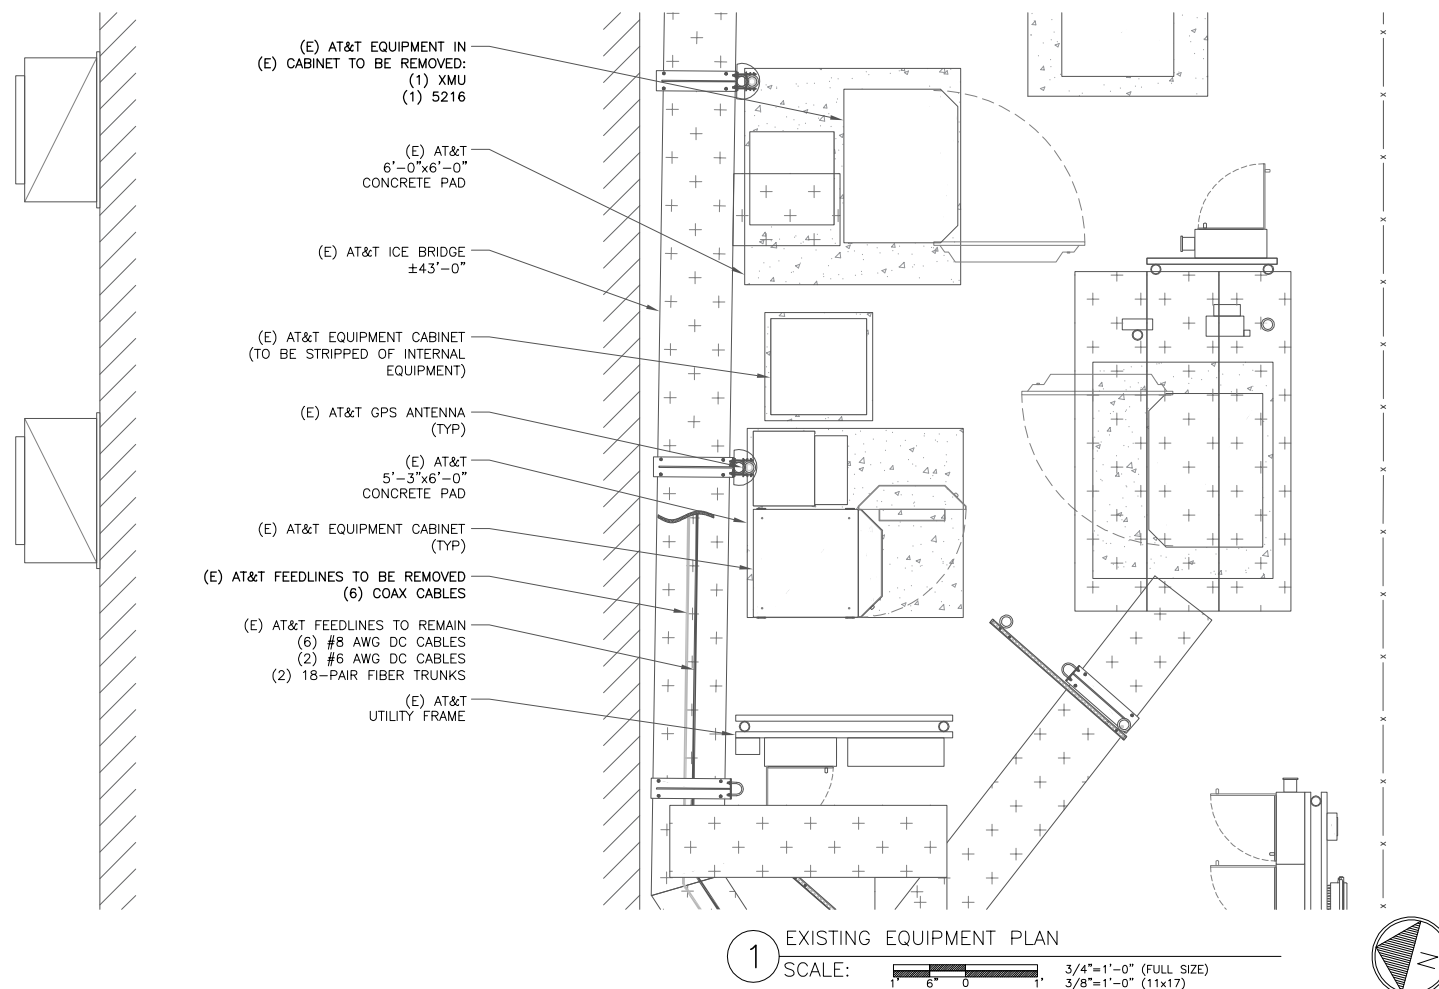 (E) AT&T EQUIPMENT IN
(E) CABINET TO BE REMOVED:
(1) XMU
(1) 5216
(E) AT&T
6'-0"x6'-0"
CONCRETE PAD
(E) AT&T ICE BRIDGE
±43'-0"
(E) AT&T EQUIPMENT CABINET
(TO BE STRIPPED OF INTERNAL
EQUIPMENT)
(E) AT&T GPS ANTENNA
(TYP)
(E) AT&T
5'-3"x6'-0"
CONCRETE PAD
(E) AT&T EQUIPMENT CABINET
(TYP)
(E) AT&T FEEDLINES TO BE REMOVED
(6) COAX CABLES
(E) AT&T FEEDLINES TO REMAIN
(6) #8 AWG DC CABLES
(2) #6 AWG DC CABLES
(2) 18-PAIR FIBER TRUNKS
(E) AT&T
UTILITY FRAME
1
EXISTING EQUIPMENT PLAN
SCALE:
1' 6" 0 1'
3/4"=1'-0" (FULL SIZE)
3/8"=1'-0" (11x17)
N